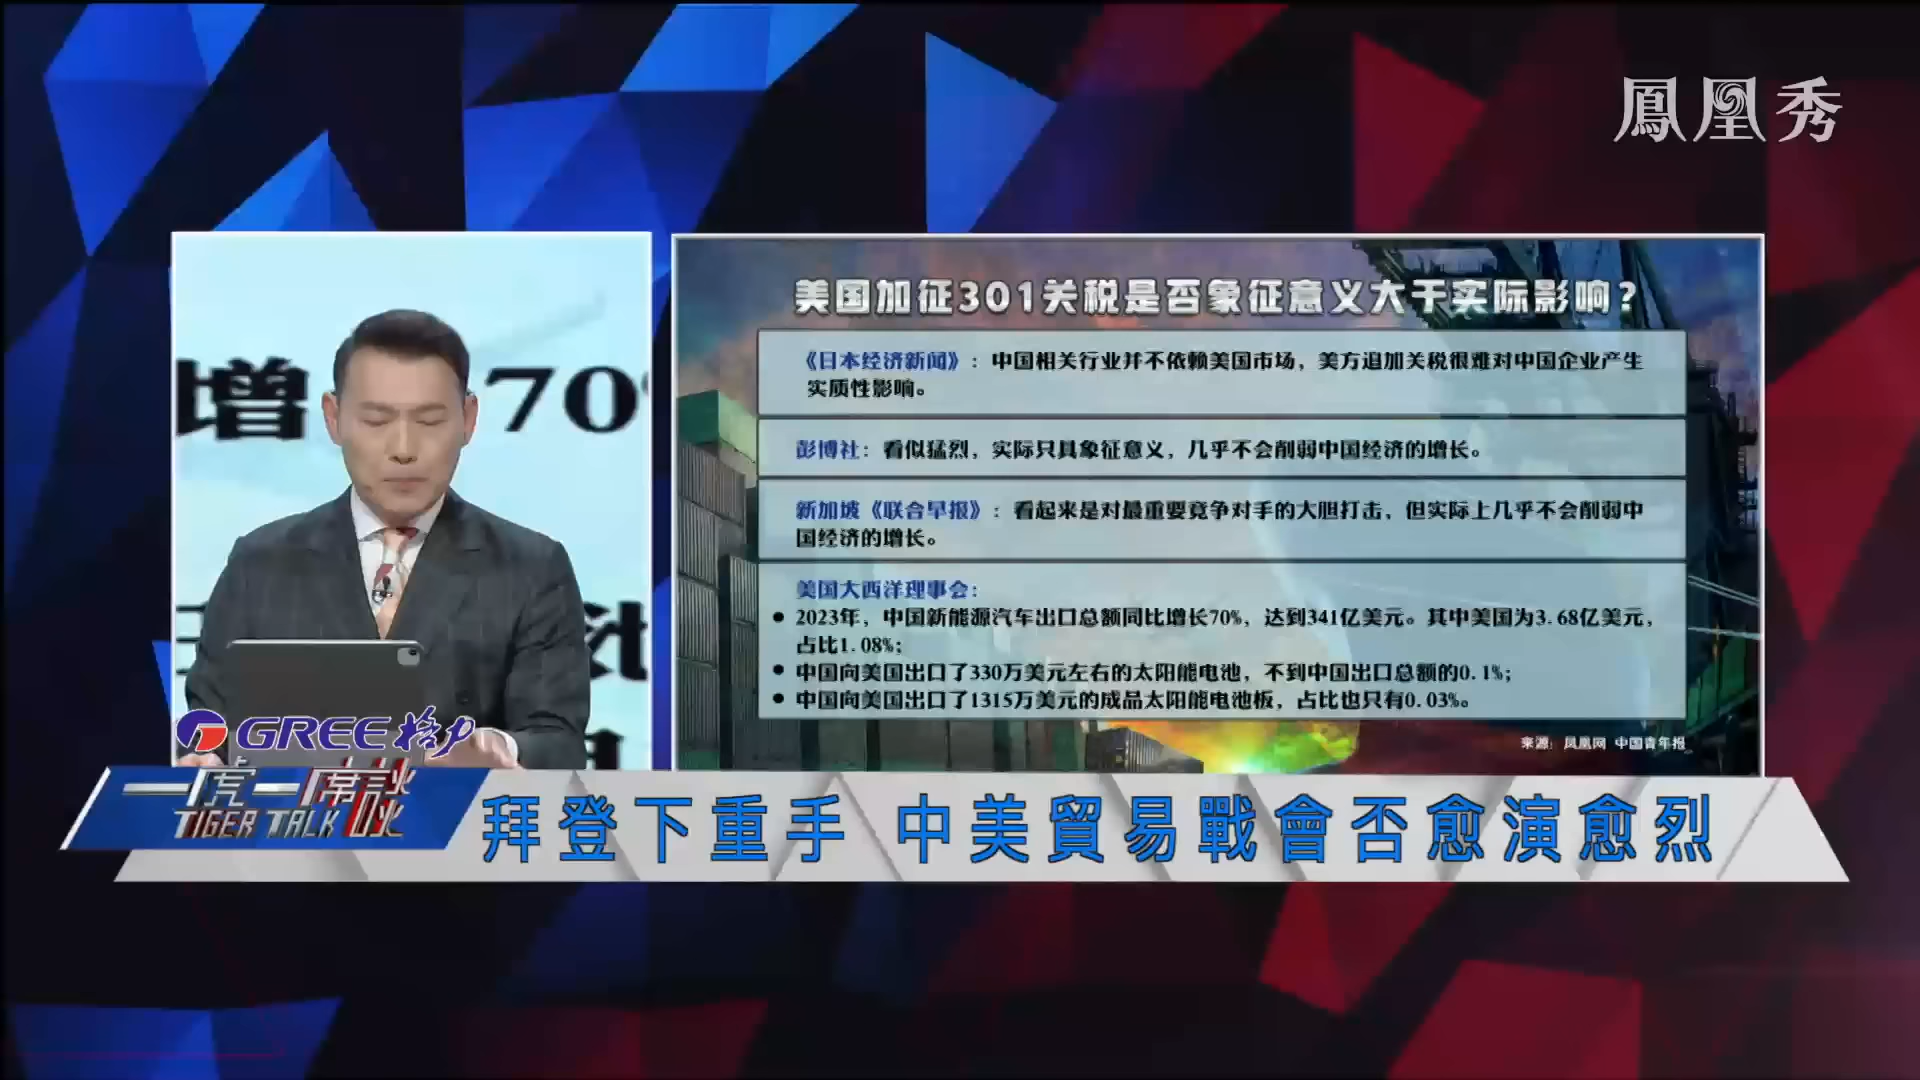 鳳凰秀
增 70%
美国加征301关税是否象征意义大于实际影响？
《日本经济新闻》：中国相关行业并不依赖美国市场，美方追加关税很难对中国企业产生
实质性影响。
彭博社：看似猛烈，实际只具象征意义，几乎不会削弱中国经济的增长。
新加坡《联合早报》：看起来是对最重要竞争对手的大胆打击，但实际上几乎不会削弱中
国经济的增长。
美国大西洋理事会：
● 2023年，中国新能源汽车出口总额同比增长70%，达到341亿美元。其中美国为3.68亿美元，
占比1.08%；
● 中国向美国出口了330万美元左右的太阳能电池，不到中国出口总额的0.1%；
● 中国向美国出口了1315万美元的成品太阳能电池板，占比也只有0.03%。
来源：凤凰网 中国青年报
GREE格力
一虎一席談
TIGER TALK
拜登下重手 中美貿易戰會否愈演愈烈